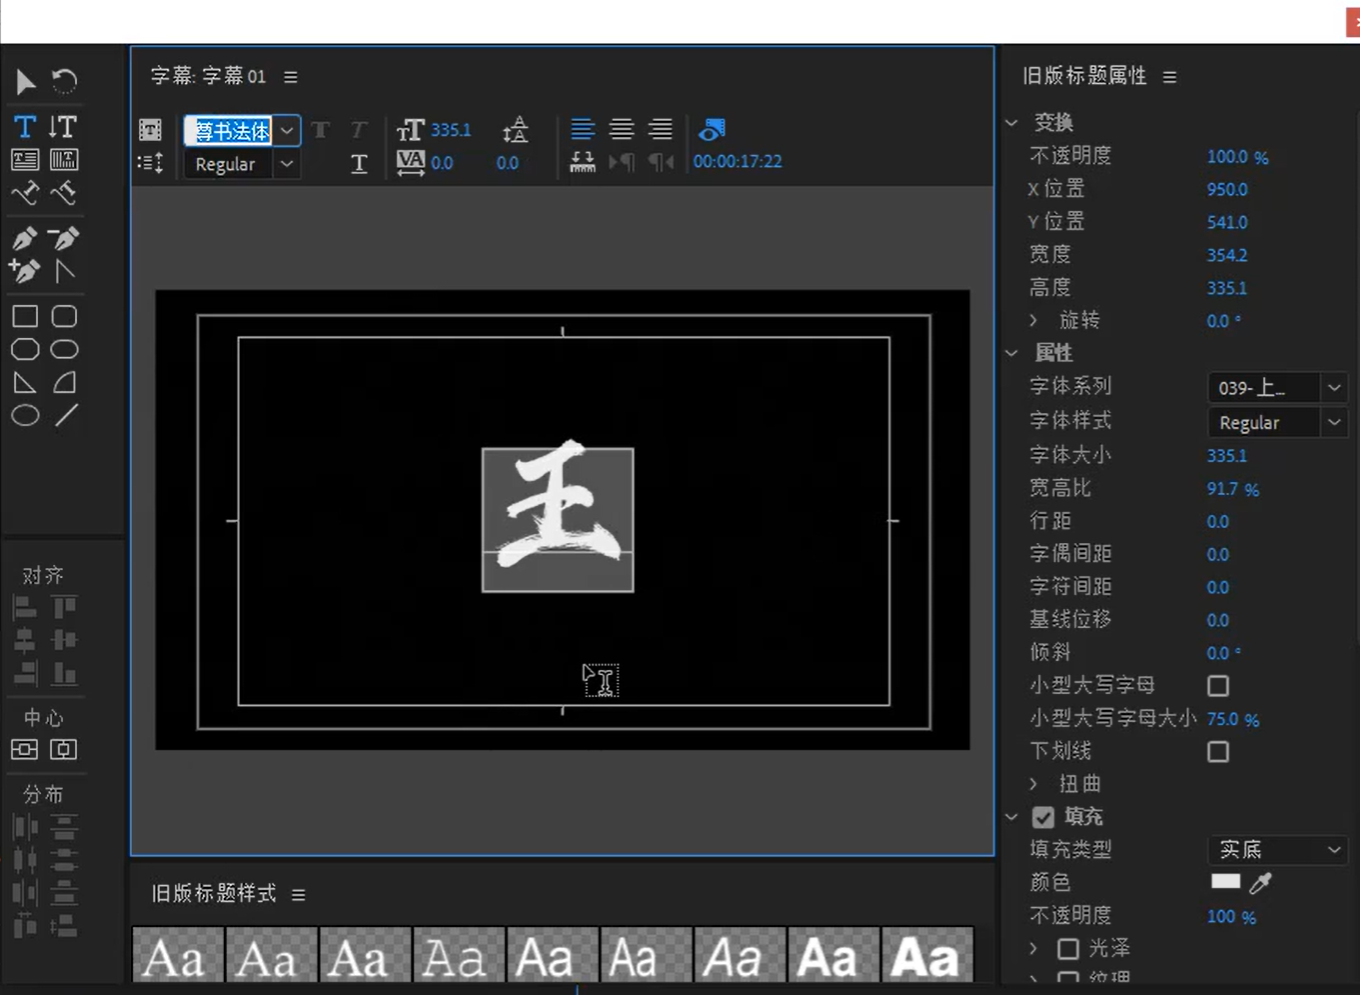 字幕: 字幕 01
尊书法体
Regular
335.1
0.0
0.0
00:00:17:22
王
对齐
中心
分布
旧版标题样式
Aa Aa Aa Aa Aa Aa Aa Aa Aa
旧版标题属性
变换
不透明度 100.0 %
X 位置 950.0
Y 位置 541.0
宽度 354.2
高度 335.1
旋转 0.0 °
属性
字体系列 039-上...
字体样式 Regular
字体大小 335.1
宽高比 91.7 %
行距 0.0
字偶间距 0.0
字符间距 0.0
基线位移 0.0
倾斜 0.0 °
小型大写字母
小型大写字母大小 75.0 %
下划线
扭曲
填充
填充类型 实底
颜色
不透明度 100 %
光泽
纹理